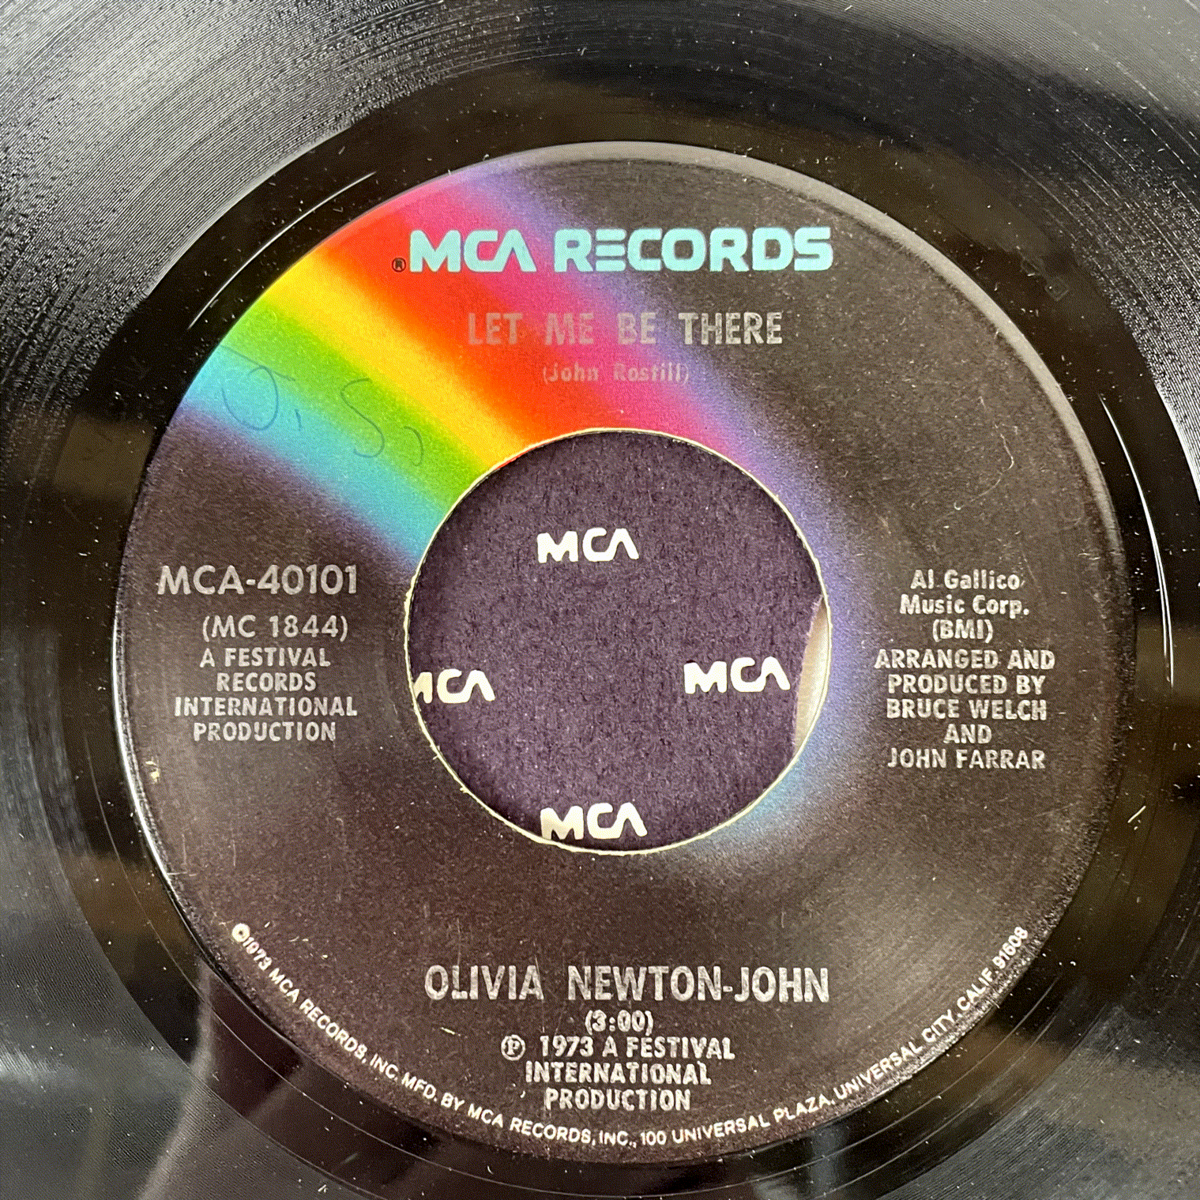 ®MCA RECORDS
LET ME BE THERE
(John Rostill)
J. S.
MCA-40101
(MC 1844)
A FESTIVAL
RECORDS
INTERNATIONAL
PRODUCTION
MCA
MCA
MCA
MCA
Al Gallico
Music Corp.
(BMI)
ARRANGED AND
PRODUCED BY
BRUCE WELCH
AND
JOHN FARRAR
OLIVIA NEWTON-JOHN
(3:00)
℗ 1973 A FESTIVAL
INTERNATIONAL
PRODUCTION
©1973 MCA RECORDS, INC. MFD. BY MCA RECORDS, INC., 100 UNIVERSAL PLAZA, UNIVERSAL CITY, CALIF. 91608